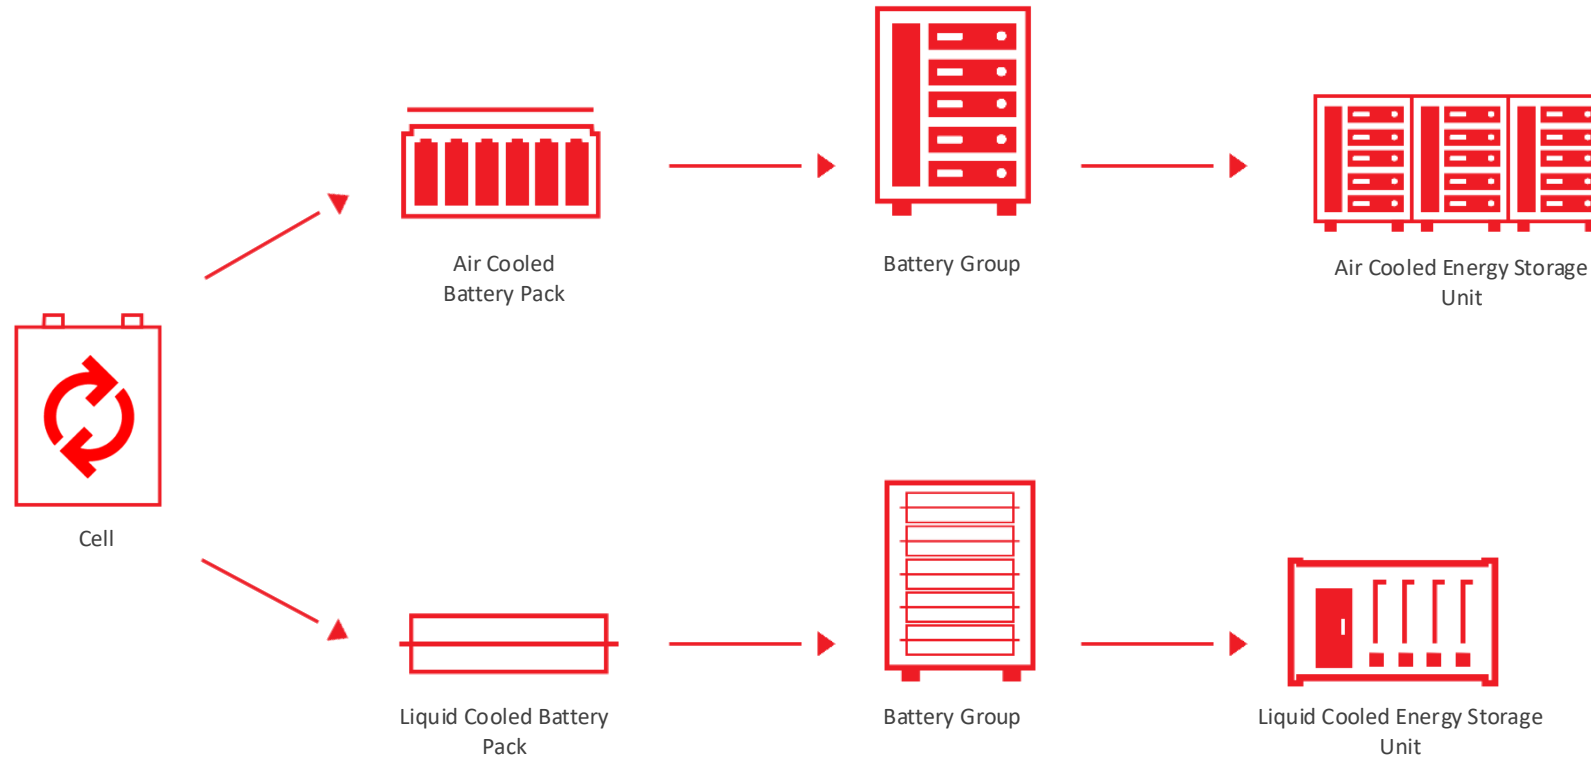 Air Cooled
Battery Pack
Battery Group
Air Cooled Energy Storage
Unit
Cell
Liquid Cooled Battery
Pack
Battery Group
Liquid Cooled Energy Storage
Unit